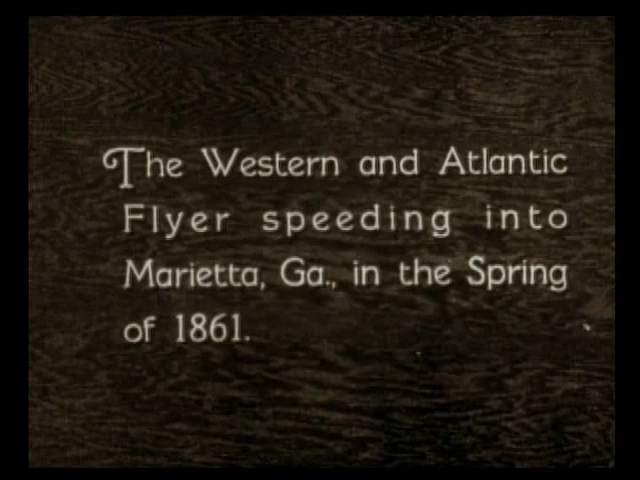 The Western and Atlantic
Flyer speeding into
Marietta, Ga., in the Spring
of 1861.